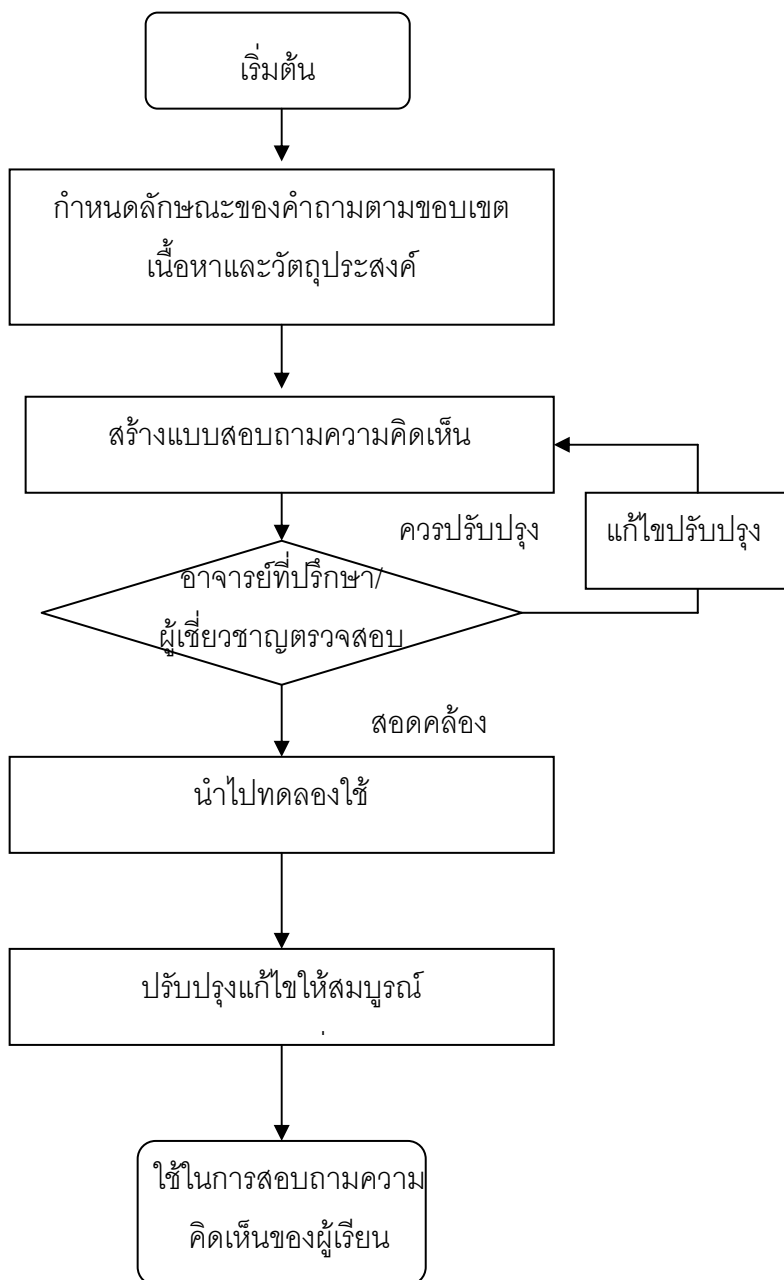 เริ่มต้น
กำหนดลักษณะของคำถามตามขอบเขต
เนื้อหาและวัตถุประสงค์
สร้างแบบสอบถามความคิดเห็น
ควรปรับปรุง
แก้ไขปรับปรุง
อาจารย์ที่ปรึกษา/
ผู้เชี่ยวชาญตรวจสอบ
สอดคล้อง
นำไปทดลองใช้
ปรับปรุงแก้ไขให้สมบูรณ์
ใช้ในการสอบถามความ
คิดเห็นของผู้เรียน